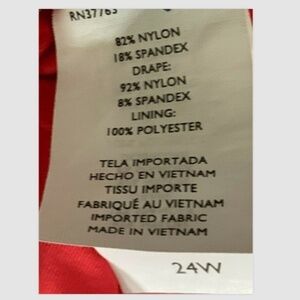 RN37763
82% NYLON
18% SPANDEX
DRAPE:
92% NYLON
8% SPANDEX
LINING:
100% POLYESTER
TELA IMPORTADA
HECHO EN VIETNAM
TISSU IMPORTE
FABRIQUÉ AU VIETNAM
IMPORTED FABRIC
MADE IN VIETNAM
24W